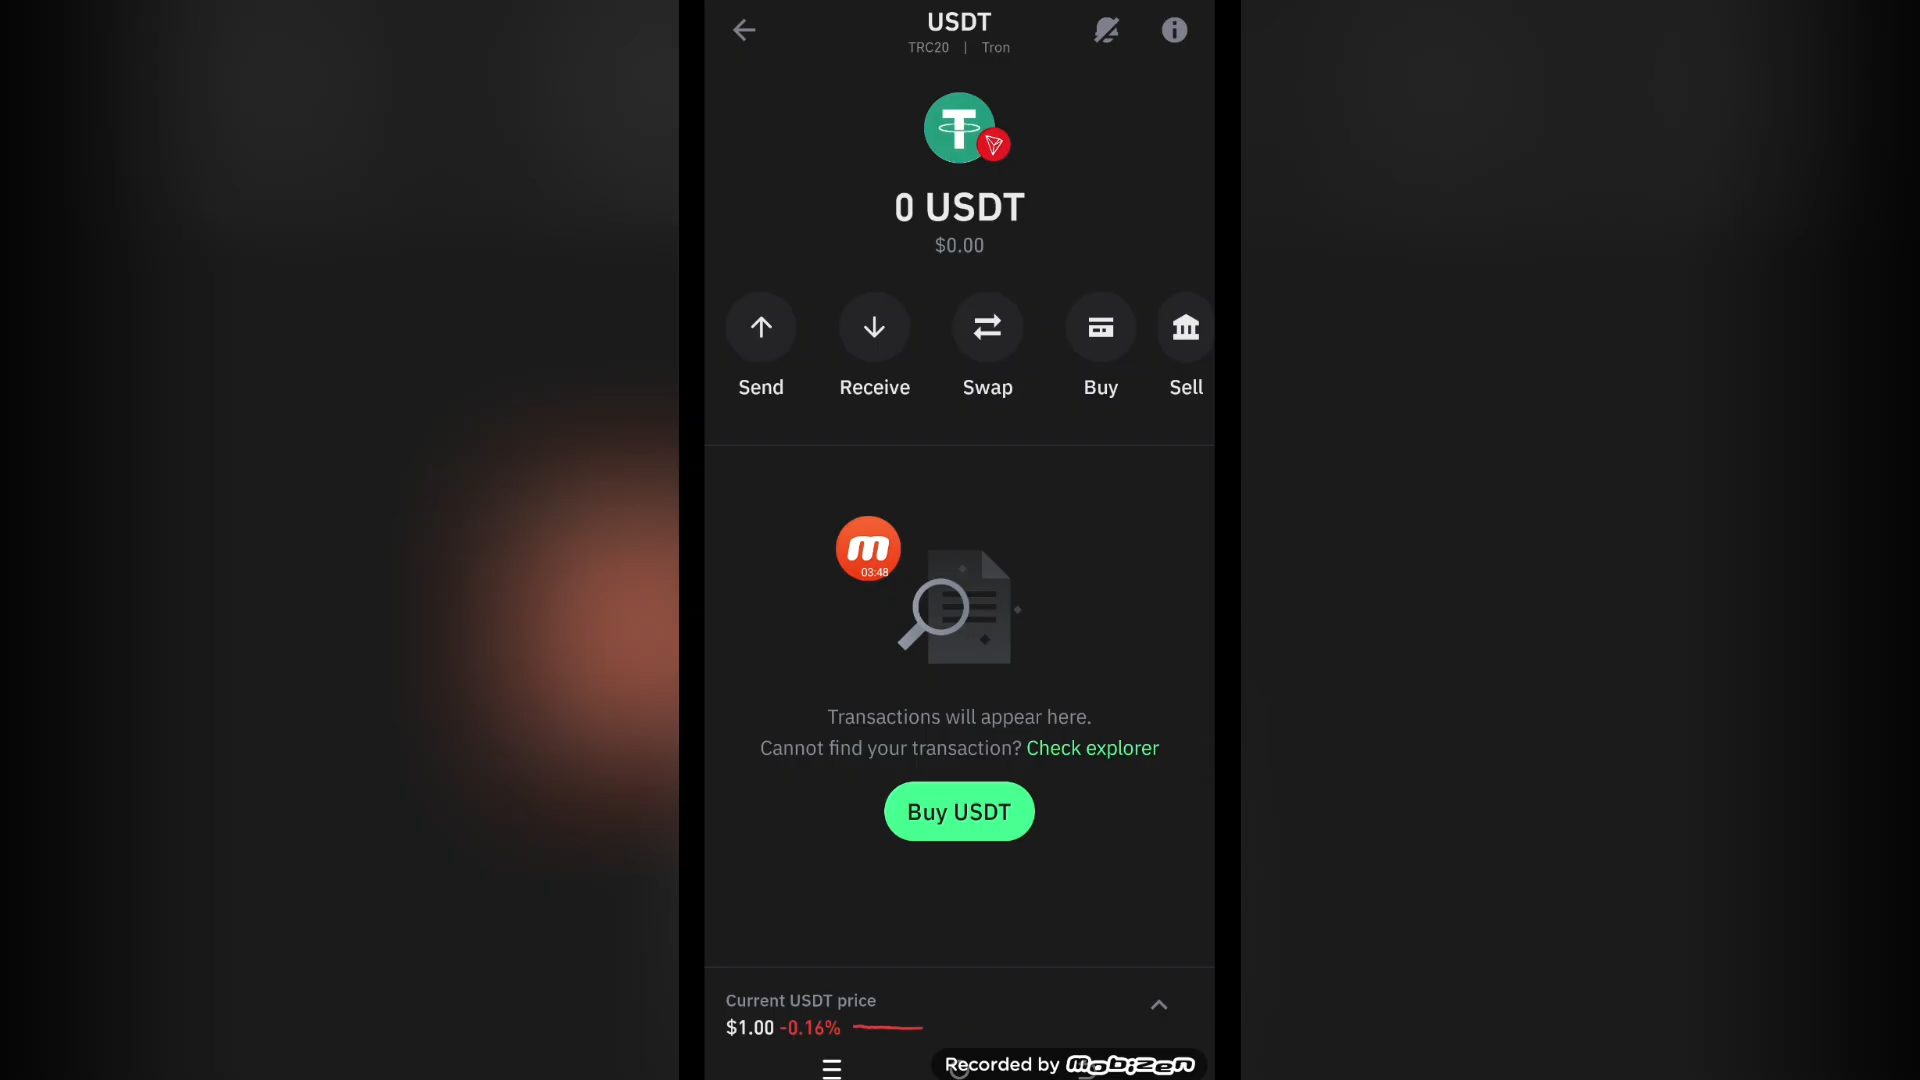 USDT
TRC20 | Tron
0 USDT
$0.00
Send
Receive
Swap
Buy
Sell
m
03:48
Transactions will appear here.
Cannot find your transaction? Check explorer
Buy USDT
Current USDT price
$1.00 -0.16%
Recorded by mobizen